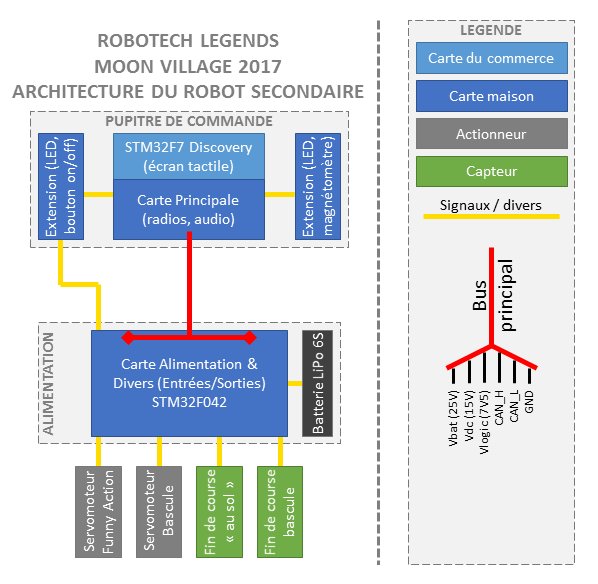 ROBOTECH LEGENDS
MOON VILLAGE 2017
ARCHITECTURE DU ROBOT SECONDAIRE
PUPITRE DE COMMANDE
Extension (LED,
bouton on/off)
STM32F7 Discovery
(écran tactile)
Carte Principale
(radios, audio)
Extension (LED,
magnétomètre)
ALIMENTATION
Carte Alimentation &
Divers (Entrées/Sorties)
STM32F042
Batterie LiPo 6S
Servomoteur
Funny Action
Servomoteur
Bascule
Fin de course
« au sol »
Fin de course
bascule
LEGENDE
Carte du commerce
Carte maison
Actionneur
Capteur
Signaux / divers
Bus
principal
Vbat (25V)
Vdc (15V)
Vlogic (7V5)
CAN_H
CAN_L
GND